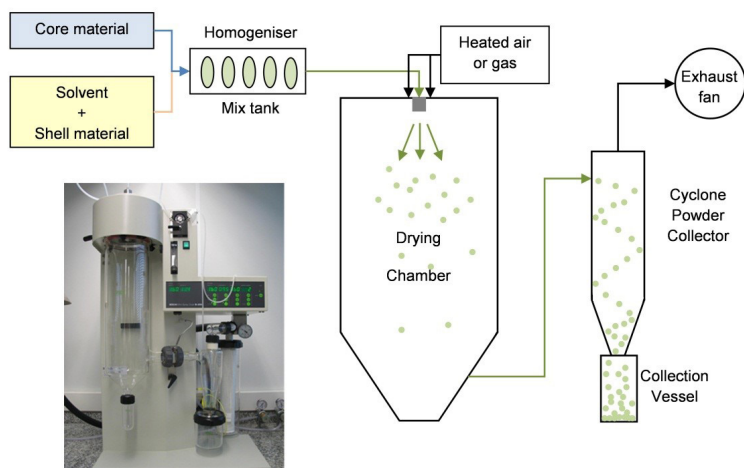 Core material
Solvent
+
Shell material
Homogeniser
Mix tank
Heated air
or gas
Exhaust
fan
Drying
Chamber
Cyclone
Powder
Collector
Collection
Vessel